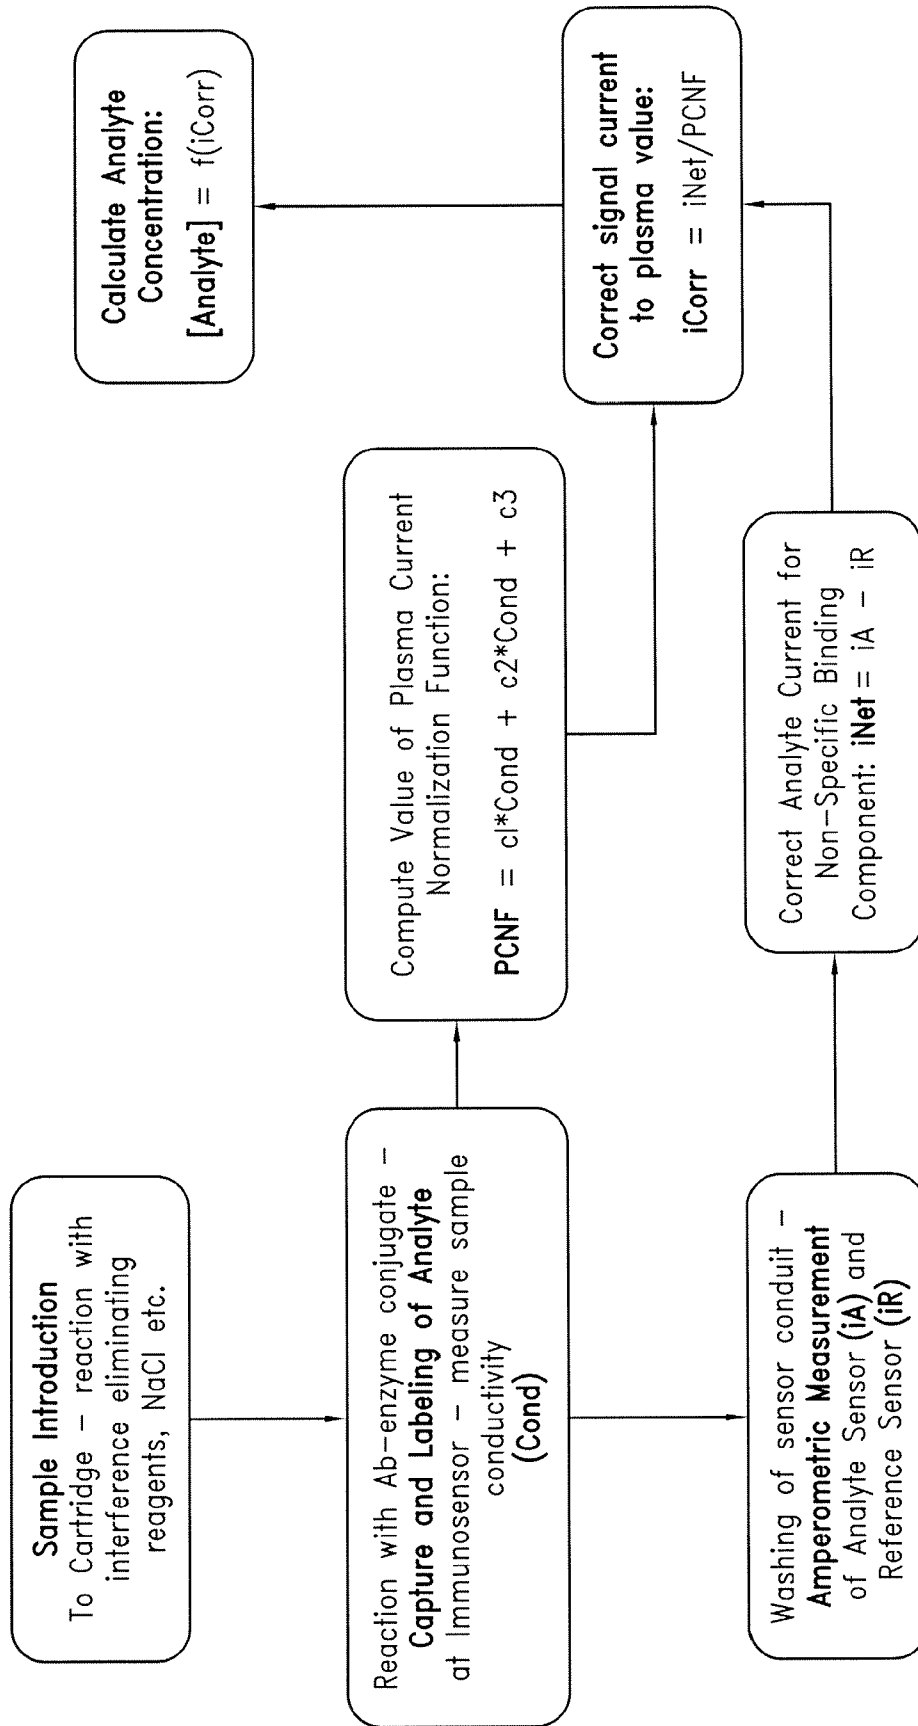 Sample Introduction
To Cartridge – reaction with
interference eliminating
reagents, NaCl etc.
Reaction with Ab–enzyme conjugate –
Capture and Labeling of Analyte
at Immunosensor – measure sample
conductivity
(Cond)
Washing of sensor conduit –
Amperometric Measurement
of Analyte Sensor (iA) and
Reference Sensor (iR)
Compute Value of Plasma Current
Normalization Function:
PCNF = cl*Cond + c2*Cond + c3
Correct Analyte Current for
Non–Specific Binding
Component: iNet = iA – iR
Correct signal current
to plasma value:
iCorr = iNet/PCNF
Calculate Analyte
Concentration:
[Analyte] = f(iCorr)